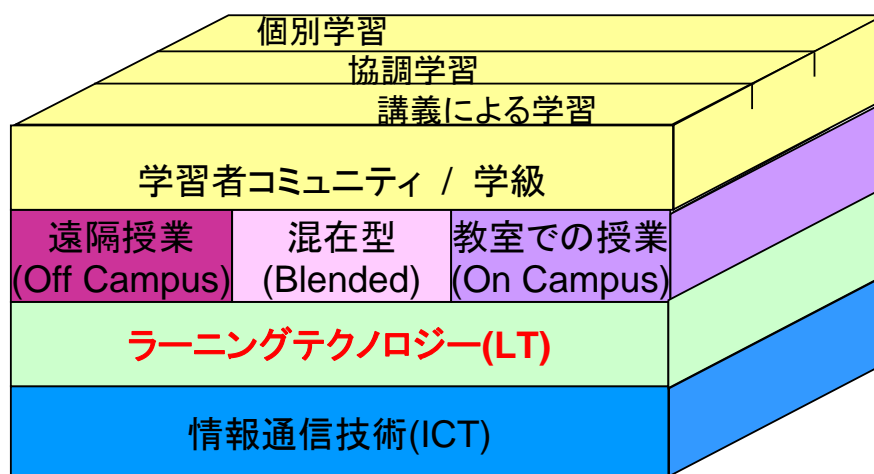 個別学習
協調学習
講義による学習
学習者コミュニティ / 学級
遠隔授業
(Off Campus)
混在型
(Blended)
教室での授業
(On Campus)
ラーニングテクノロジー(LT)
情報通信技術(ICT)